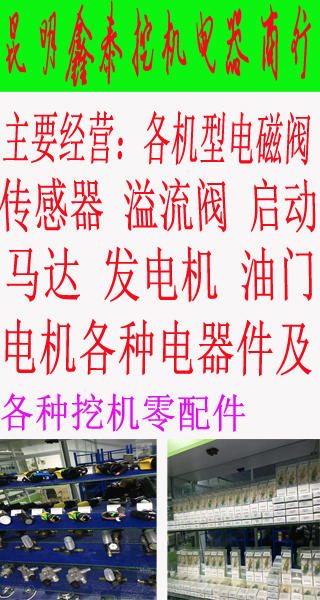 昆明鑫泰挖机电器商行
主要经营：各机型电磁阀
传感器 溢流阀 启动
马达 发电机 油门
电机各种电器件及
各种挖机零配件